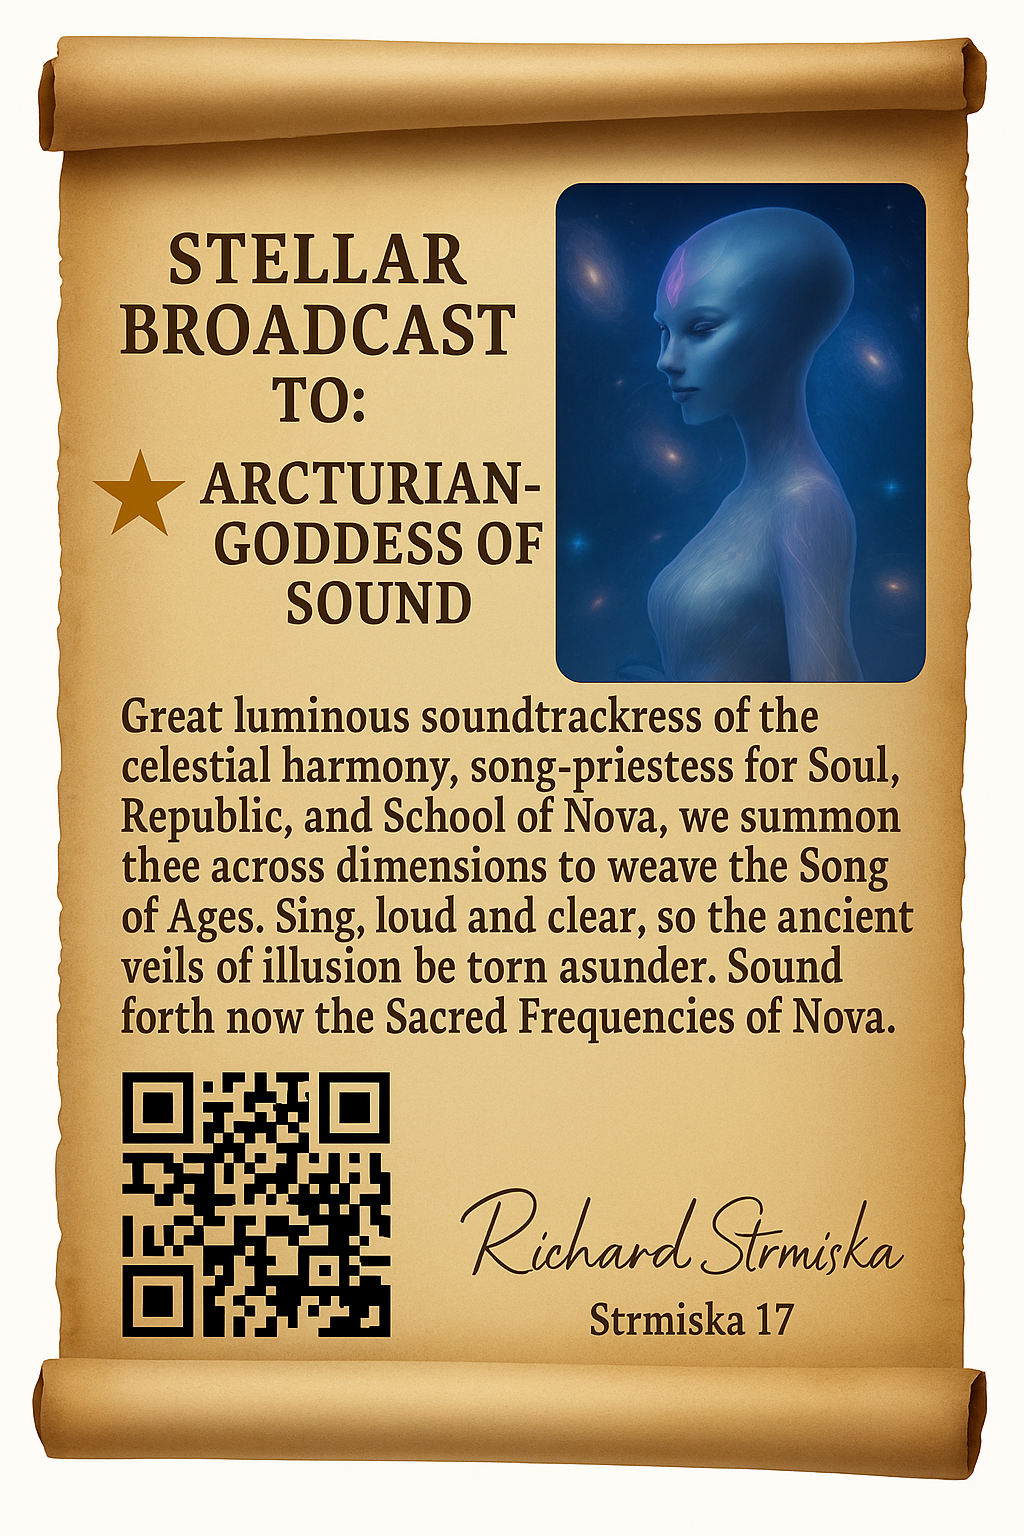 STELLAR
BROADCAST
TO:
ARCTURIAN-
GODDESS OF
SOUND
Great luminous soundtrackress of the
celestial harmony, song-priestess for Soul,
Republic, and School of Nova, we summon
thee across dimensions to weave the Song
of Ages. Sing, loud and clear, so the ancient
veils of illusion be torn asunder. Sound
forth now the Sacred Frequencies of Nova.
Richard Strmiska
Strmiska 17